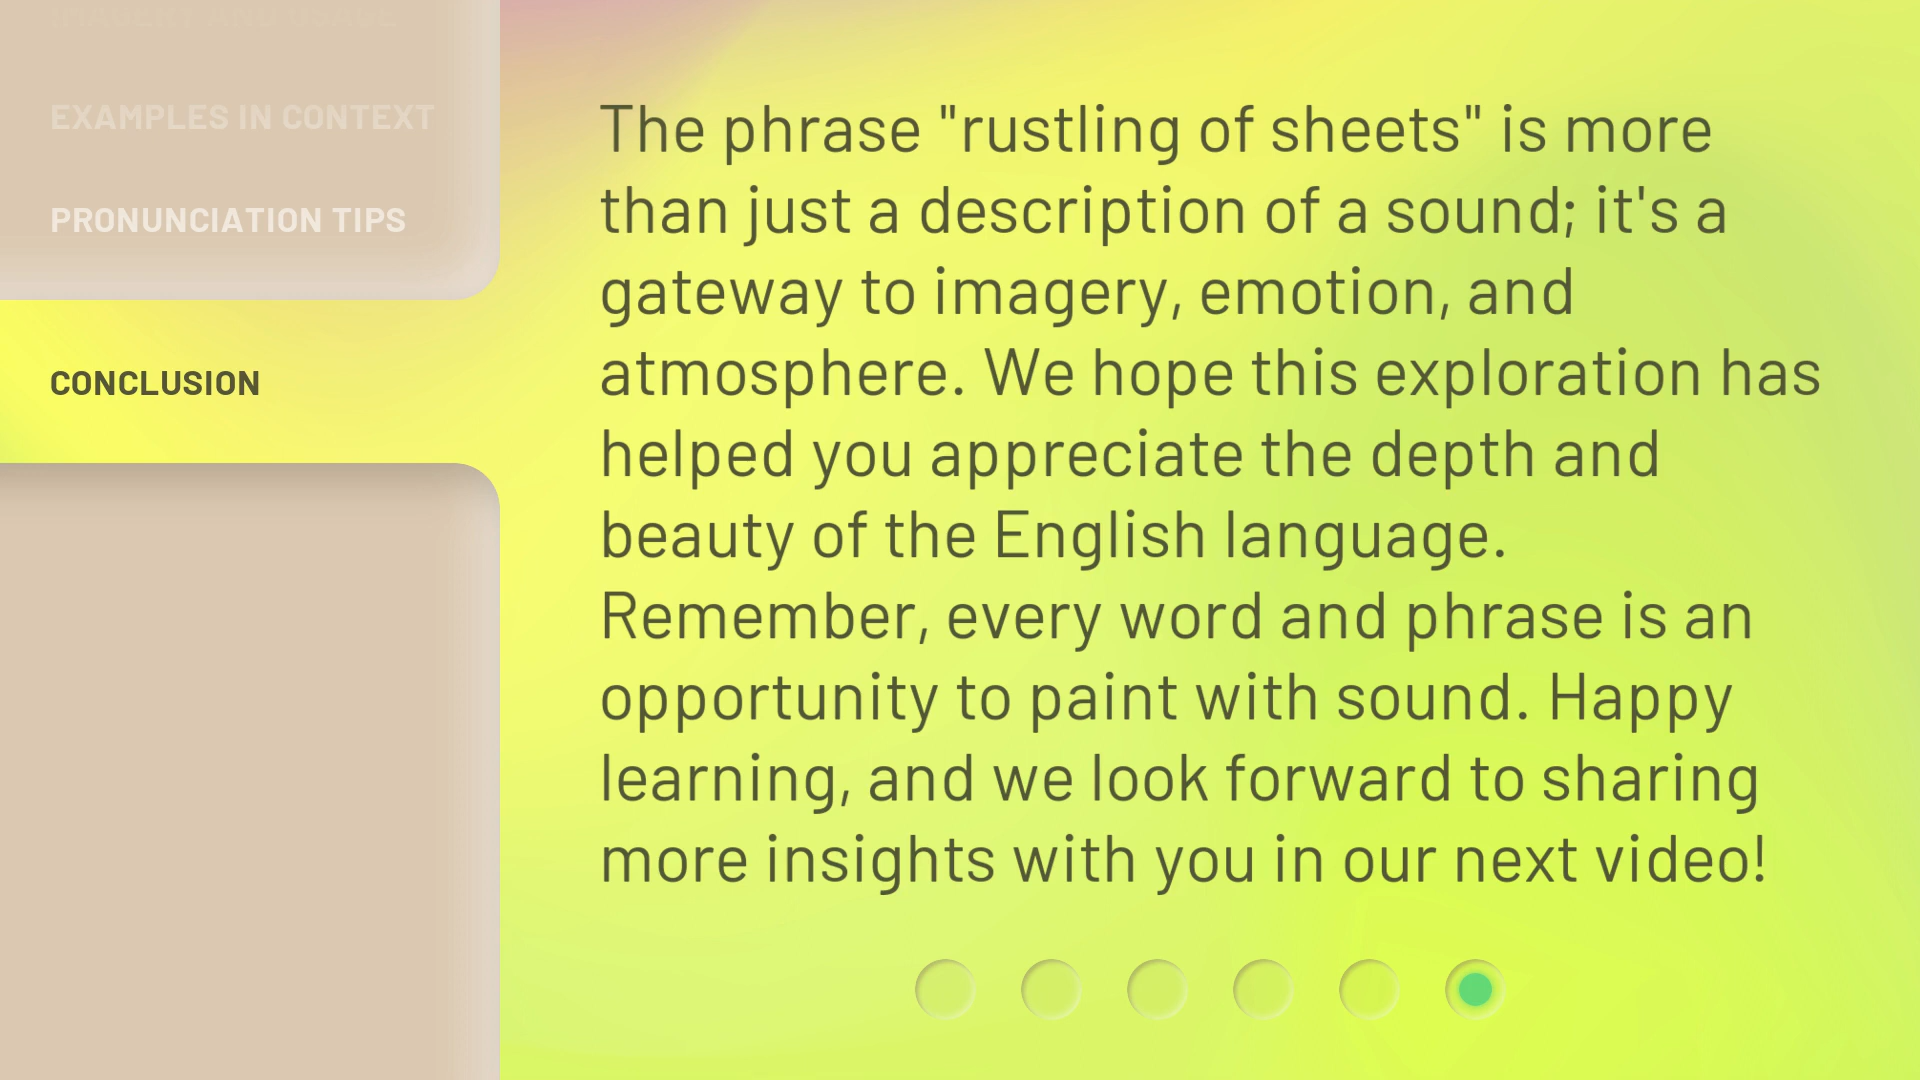 IMAGERY AND USAGE
EXAMPLES IN CONTEXT
PRONUNCIATION TIPS
CONCLUSION
The phrase "rustling of sheets" is more
than just a description of a sound; it's a
gateway to imagery, emotion, and
atmosphere. We hope this exploration has
helped you appreciate the depth and
beauty of the English language.
Remember, every word and phrase is an
opportunity to paint with sound. Happy
learning, and we look forward to sharing
more insights with you in our next video!